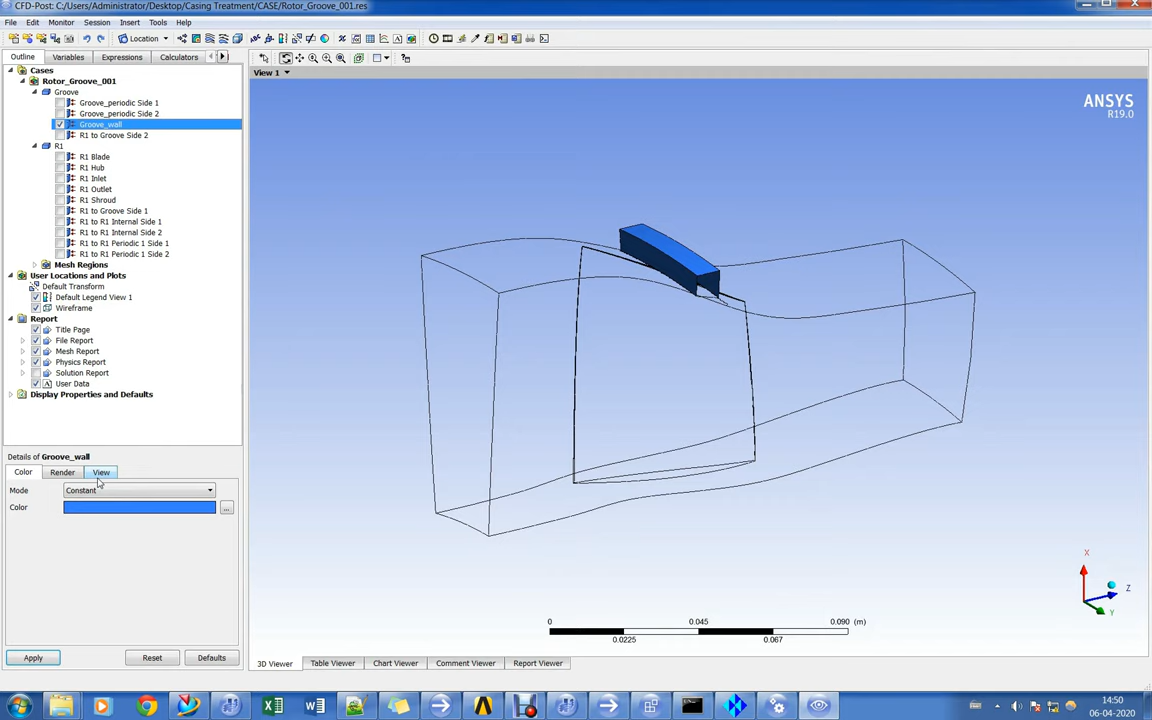 CFD-Post: C:/Users/Administrator/Desktop/Casing Treatment/CASE/Rotor_Groove_001.res
File Edit Monitor Session Insert Tools Help
Location
Outline Variables Expressions Calculators
View 1
Cases
Rotor_Groove_001
Groove
Groove_periodic Side 1
Groove_periodic Side 2
Groove_wall
R1 to Groove Side 2
R1
R1 Blade
R1 Hub
R1 Inlet
R1 Outlet
R1 Shroud
R1 to Groove Side 1
R1 to R1 Internal Side 1
R1 to R1 Internal Side 2
R1 to R1 Periodic 1 Side 1
R1 to R1 Periodic 1 Side 2
Mesh Regions
User Locations and Plots
Default Transform
Default Legend View 1
Wireframe
Report
Title Page
File Report
Mesh Report
Physics Report
Solution Report
A User Data
Display Properties and Defaults
Details of Groove_wall
Color Render View
Mode Constant
Color ...
Apply Reset Defaults
ANSYS
R19.0
X
Z
Y
0 0.045 0.090 (m)
0.0225 0.067
3D Viewer Table Viewer Chart Viewer Comment Viewer Report Viewer
14:50
06-04-2020